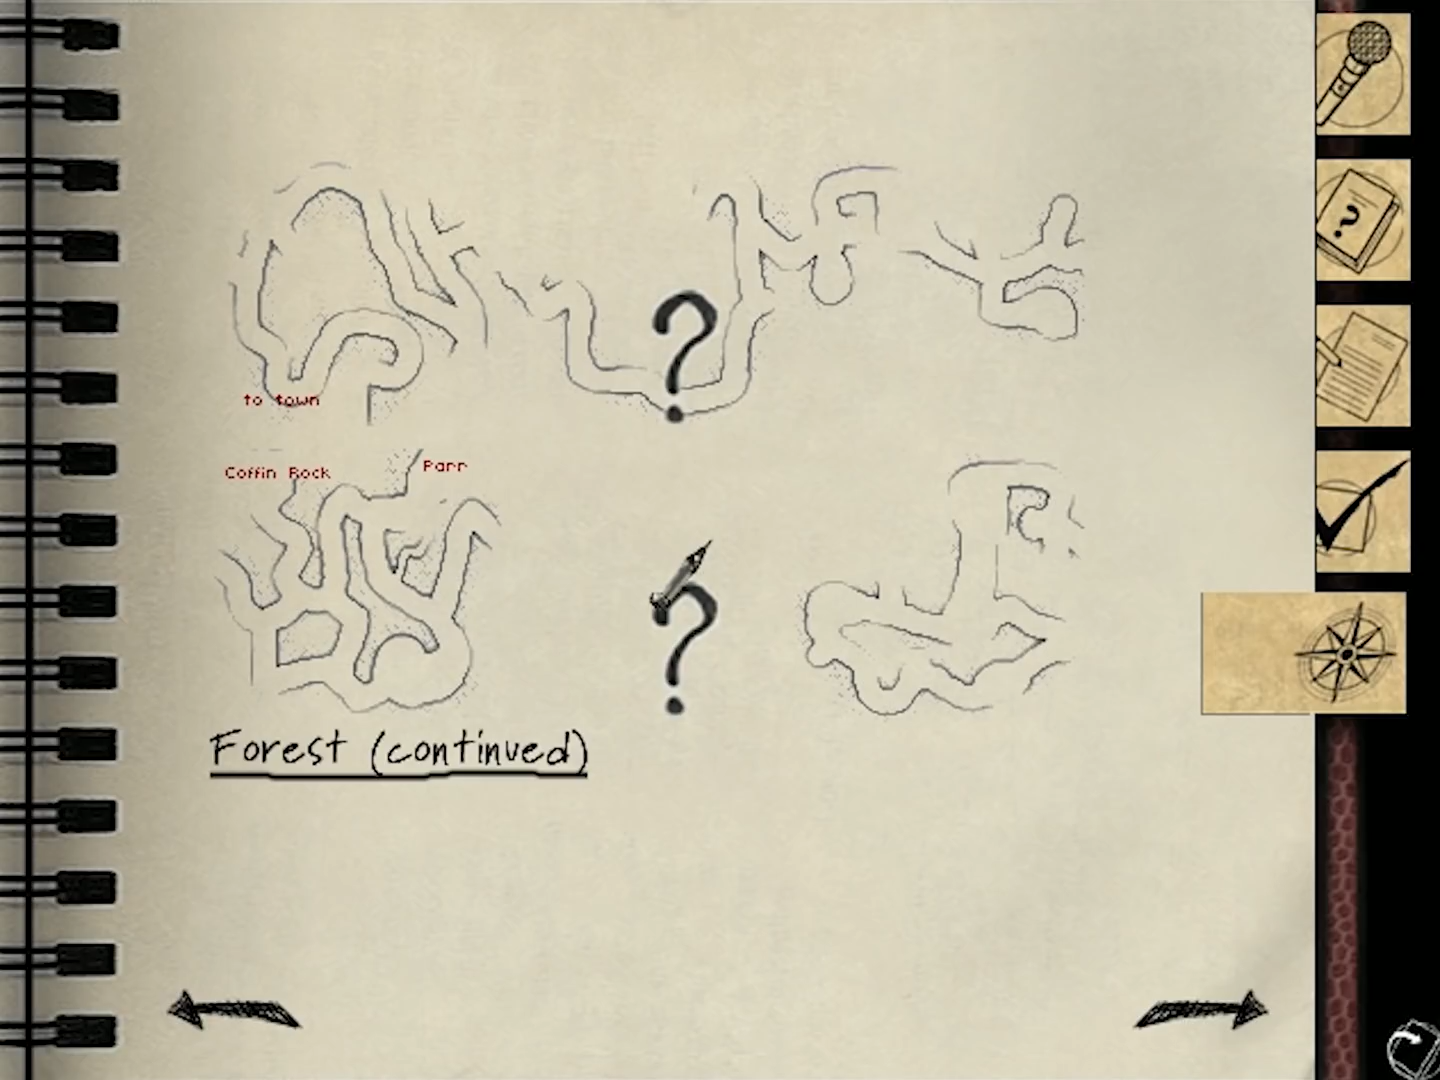 ?
to town
Coffin Rock
Parr
?
Forest (continued)
?